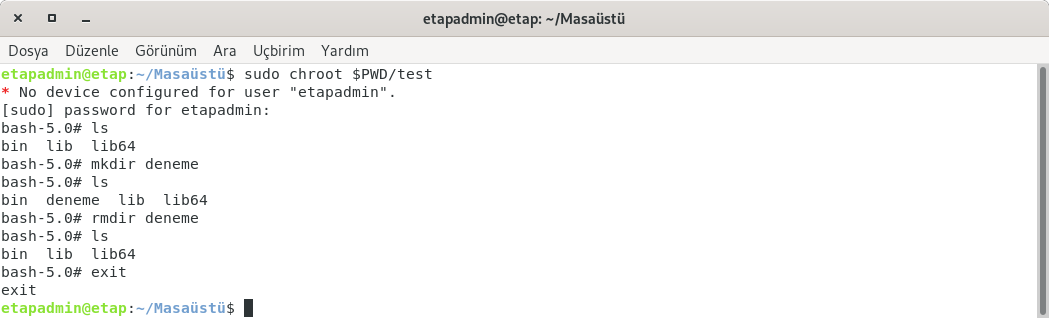 etapadmin@etap: ~/Masaüstü
Dosya Düzenle Görünüm Ara Uçbirim Yardım
etapadmin@etap:~/Masaüstü$ sudo chroot $PWD/test
* No device configured for user "etapadmin".
[sudo] password for etapadmin:
bash-5.0# ls
bin  lib  lib64
bash-5.0# mkdir deneme
bash-5.0# ls
bin  deneme  lib  lib64
bash-5.0# rmdir deneme
bash-5.0# ls
bin  lib  lib64
bash-5.0# exit
exit
etapadmin@etap:~/Masaüstü$